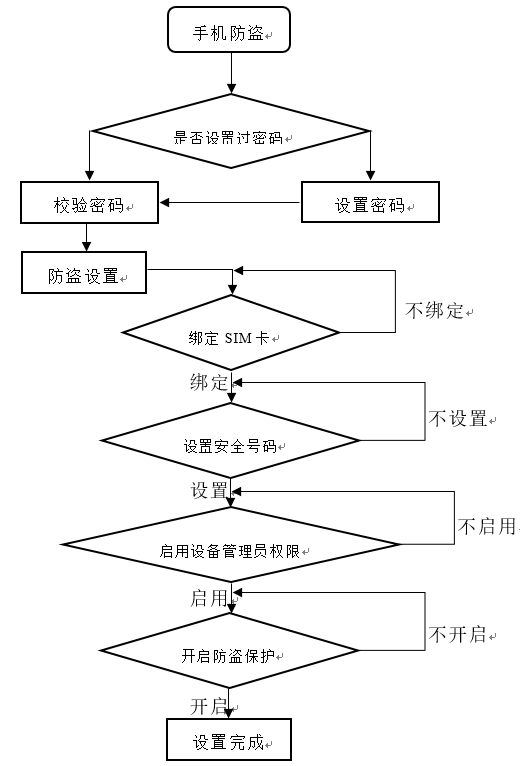 手机防盗
是否设置过密码
校验密码
设置密码
防盗设置
不绑定
绑定 SIM 卡
绑定
不设置
设置安全号码
设置
不启用
启用设备管理员权限
启用
不开启
开启防盗保护
开启
设置完成